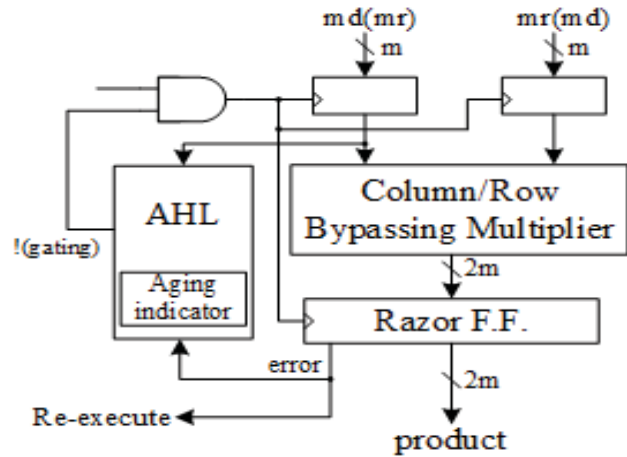 md(mr)
mr(md)
m
m
AHL
Column/Row
Bypassing Multiplier
!(gating)
Aging
indicator
2m
Razor F.F.
error
2m
Re-execute
product